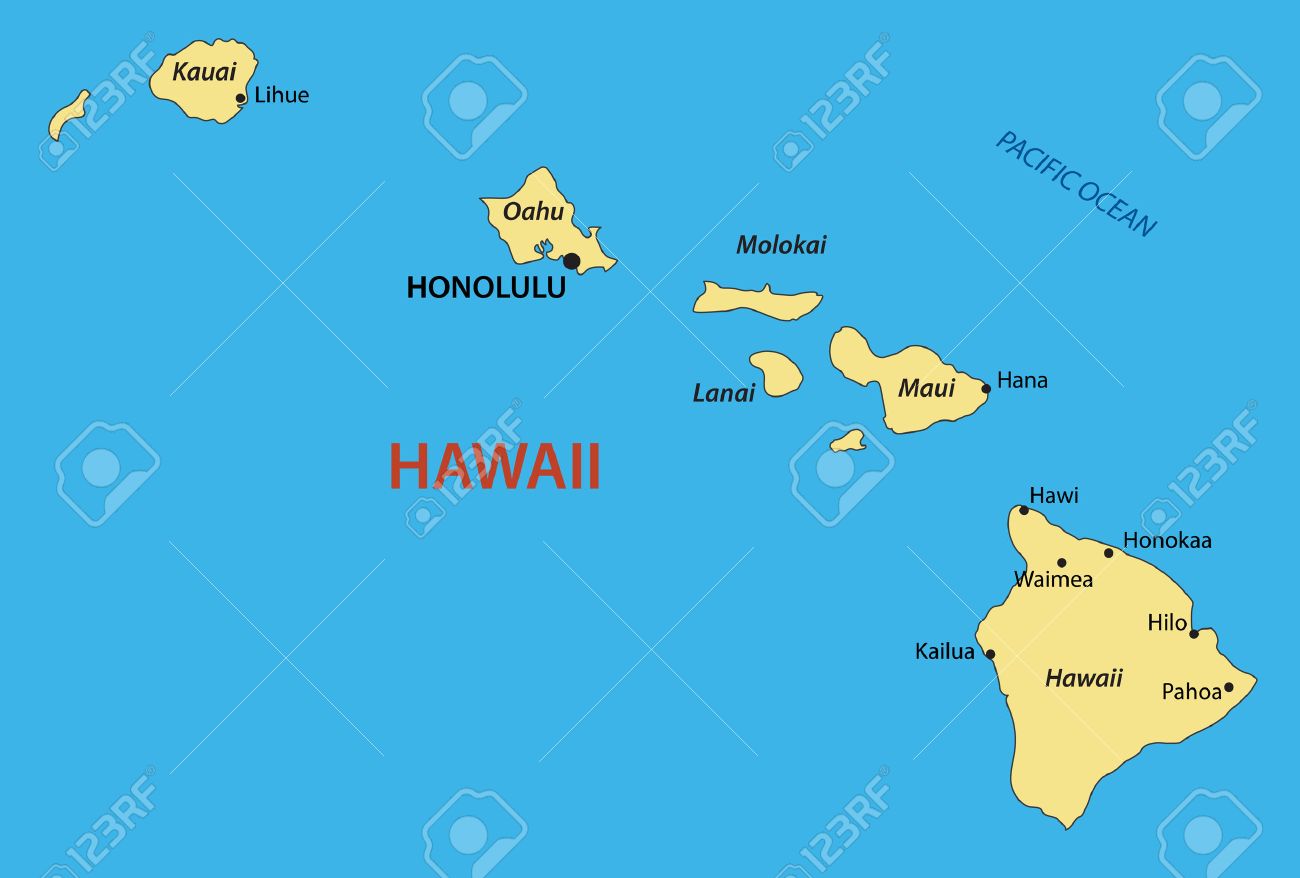 Kauai
Lihue
PACIFIC OCEAN
Oahu
HONOLULU
Molokai
Lanai
Maui
Hana
HAWAII
Hawi
Honokaa
Waimea
Hilo
Kailua
Hawaii
Pahoa
123RF
123RF
123RF
123RF
123RF
123RF
123RF